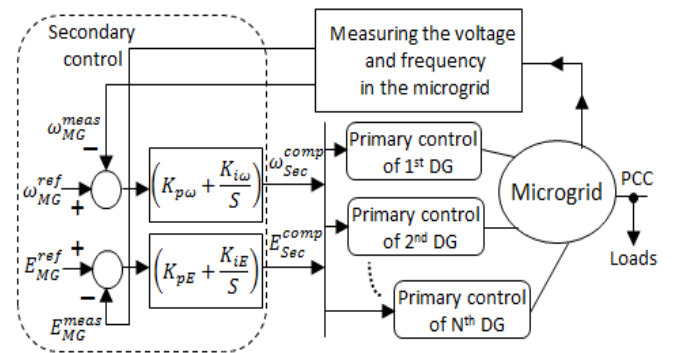 Secondary
control
Measuring the voltage
and frequency
in the microgrid
ω_MG^meas
−
ω_MG^ref
+
(K_pω + K_iω/S)
ω_Sec^comp
E_MG^ref
+
−
E_MG^meas
(K_pE + K_iE/S)
E_Sec^comp
Primary control
of 1st DG
Primary control
of 2nd DG
Primary control
of Nth DG
Microgrid
PCC
Loads